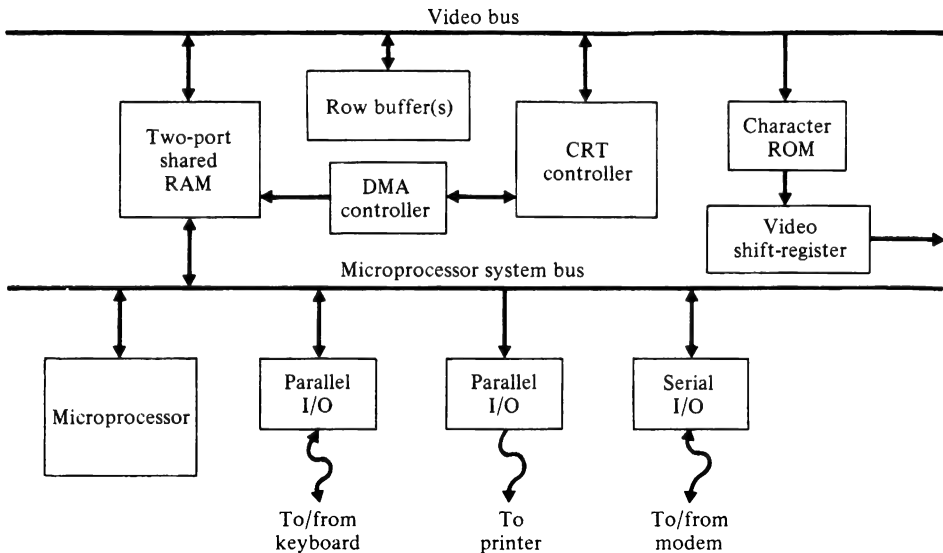 Video bus
Row buffer(s)
Two-port
shared
RAM
DMA
controller
CRT
controller
Character
ROM
Video
shift-register
Microprocessor system bus
Microprocessor
Parallel
I/O
Parallel
I/O
Serial
I/O
To/from
keyboard
To
printer
To/from
modem